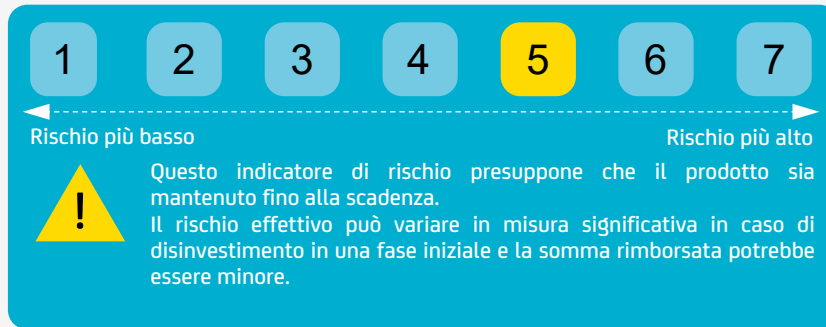 1 2 3 4 5 6 7
Rischio più basso Rischio più alto
!
Questo indicatore di rischio presuppone che il prodotto sia
mantenuto fino alla scadenza.
Il rischio effettivo può variare in misura significativa in caso di
disinvestimento in una fase iniziale e la somma rimborsata potrebbe
essere minore.